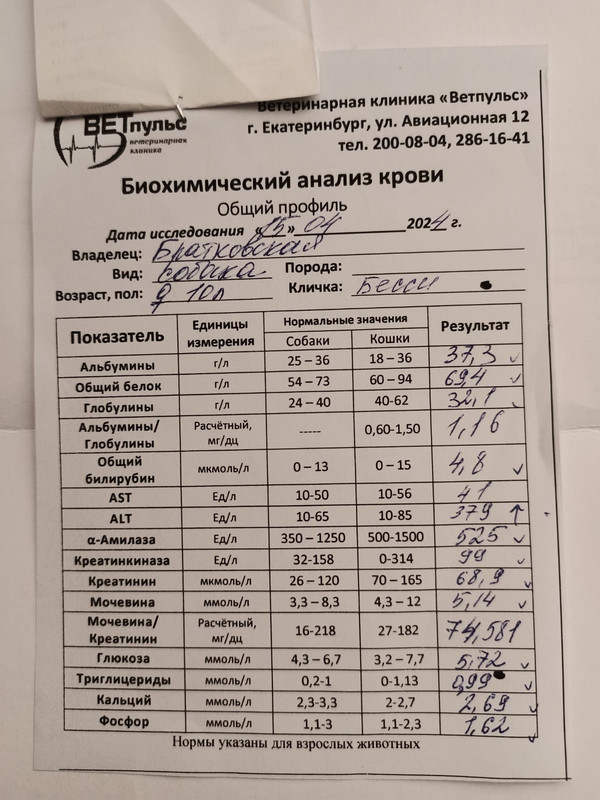 Ветеринарная клиника «Ветпульс»
г. Екатеринбург, ул. Авиационная 12
тел. 200-08-04, 286-16-41
ВЕТпульс
ветеринарная
клиника
Биохимический анализ крови
Общий профиль
Дата исследования «15» 04 2024 г.
Владелец: Братковская
Вид: собака Порода:
Возраст, пол: ♀ 10л Кличка: Бесси
Показатель Единицы измерения Нормальные значения Результат
Собаки Кошки
Альбумины г/л 25 – 36 18 – 36 37,3
Общий белок г/л 54 – 73 60 – 94 69,4
Глобулины г/л 24 – 40 40-62 32,1
Альбумины/ Глобулины Расчётный, мг/дц ----- 0,60-1,50 1,16
Общий билирубин мкмоль/л 0 – 13 0 – 15 4,8
AST Ед/л 10-50 10-56 41
ALT Ед/л 10-65 10-85 379 ↑
α-Амилаза Ед/л 350 – 1250 500-1500 525
Креатинкиназа Ед/л 32-158 0-314 99
Креатинин мкмоль/л 26 – 120 70 – 165 68,9
Мочевина ммоль/л 3,3 – 8,3 4,3 – 12 5,14
Мочевина/ Креатинин Расчётный, мг/дц 16-218 27-182 74,581
Глюкоза ммоль/л 4,3 – 6,7 3,2 – 7,7 5,72
Триглицериды ммоль/л 0,2-1 0-1,13 0,99
Кальций ммоль/л 2,3-3,3 2-2,7 2,69
Фосфор ммоль/л 1,1-3 1,1-2,3 1,62
Нормы указаны для взрослых животных